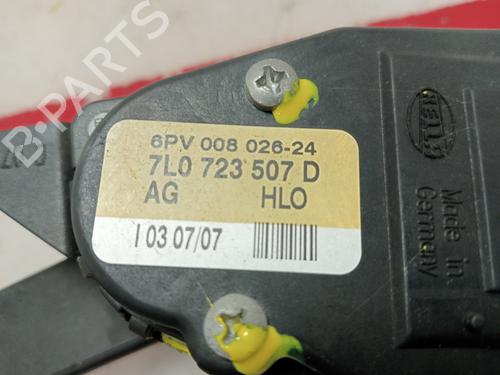 6PV 008 026-24
7L0 723 507 D
AG HLO
I 03 07/07
HELLA
Made in
Germany
B-PARTS